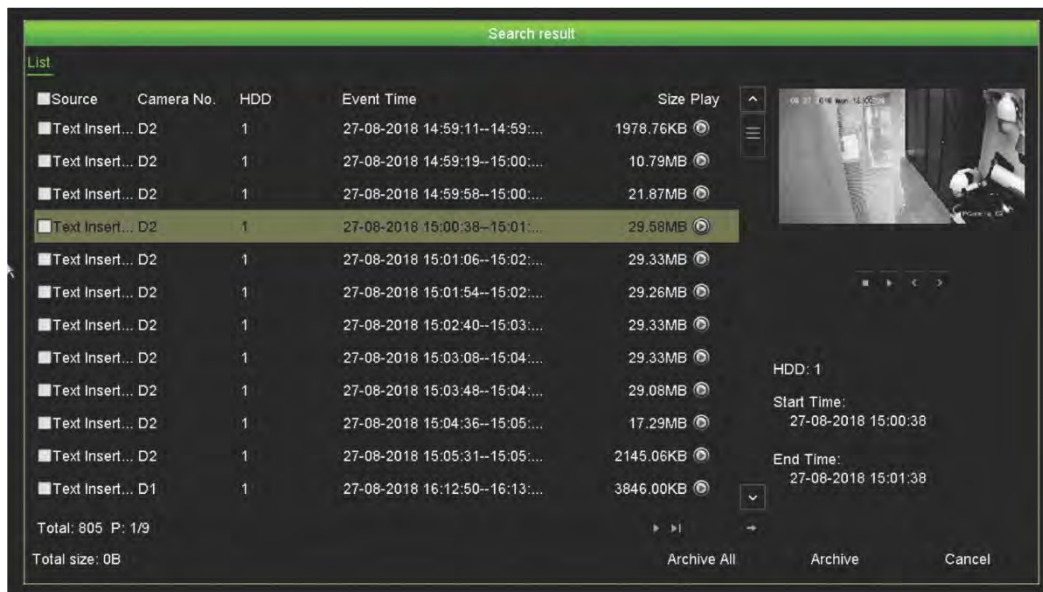 Search result
List
Source Camera No. HDD Event Time Size Play
Text Insert... D2 1 27-08-2018 14:59:11--14:59:... 1978.76KB
Text Insert... D2 1 27-08-2018 14:59:19--15:00:... 10.79MB
Text Insert... D2 1 27-08-2018 14:59:58--15:00:... 21.87MB
Text Insert... D2 1 27-08-2018 15:00:38--15:01:... 29.58MB
Text Insert... D2 1 27-08-2018 15:01:06--15:02:... 29.33MB
Text Insert... D2 1 27-08-2018 15:01:54--15:02:... 29.26MB
Text Insert... D2 1 27-08-2018 15:02:40--15:03:... 29.33MB
Text Insert... D2 1 27-08-2018 15:03:08--15:04:... 29.33MB
Text Insert... D2 1 27-08-2018 15:03:48--15:04:... 29.08MB
Text Insert... D2 1 27-08-2018 15:04:36--15:05:... 17.29MB
Text Insert... D2 1 27-08-2018 15:05:31--15:05:... 2145.06KB
Text Insert... D1 1 27-08-2018 16:12:50--16:13:... 3846.00KB
Total: 805 P: 1/9
Total size: 0B
Archive All Archive Cancel
HDD: 1
Start Time:
27-08-2018 15:00:38
End Time:
27-08-2018 15:01:38